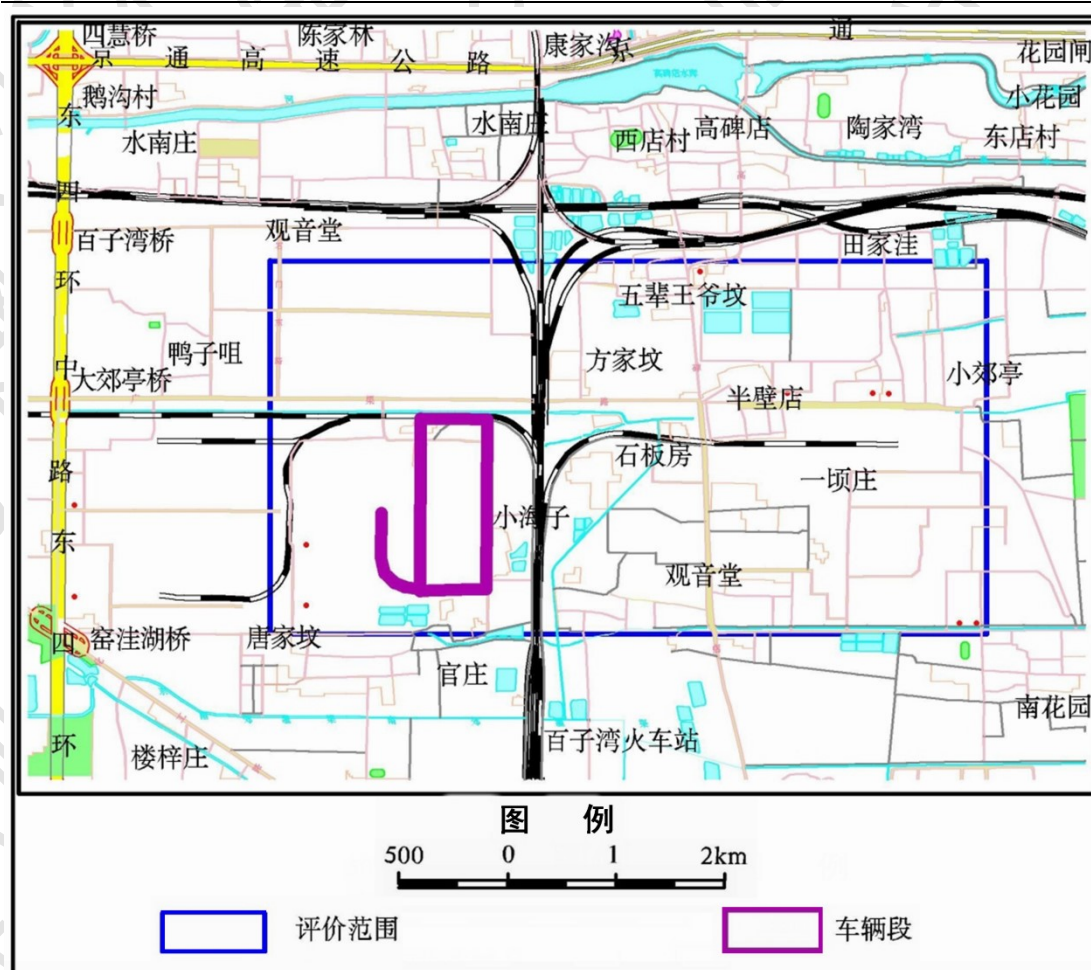 四慧桥
陈家林
康家沟
京通
京通高速公路
花园闸
鹅沟村
小花园
水南庄
水南庄
西店村
高碑店
陶家湾
东店村
东四环中路
百子湾桥
观音堂
田家洼
五辈王爷坟
鸭子咀
方家坟
大郊亭桥
半壁店
小郊亭
石板房
一顷庄
小海子
观音堂
东四环
窑洼湖桥
唐家坟
官庄
南花园
楼梓庄
百子湾火车站
图 例
500 0 1 2km
评价范围
车辆段